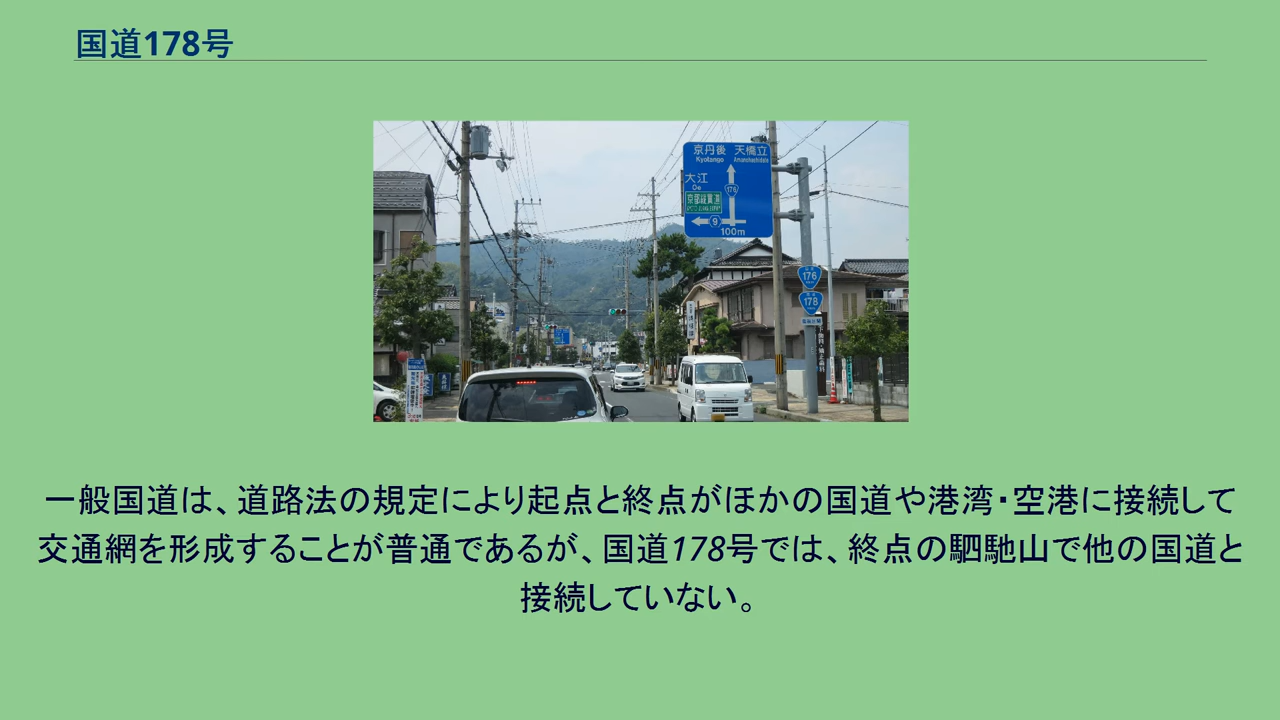 国道178号
京丹後 天橋立
Kyotango Amanohashidate
大江
Oe
176
京都縦貫道
9
100m
176
178
一般国道は、道路法の規定により起点と終点がほかの国道や港湾・空港に接続して
交通網を形成することが普通であるが、国道178号では、終点の駟馳山で他の国道と
接続していない。